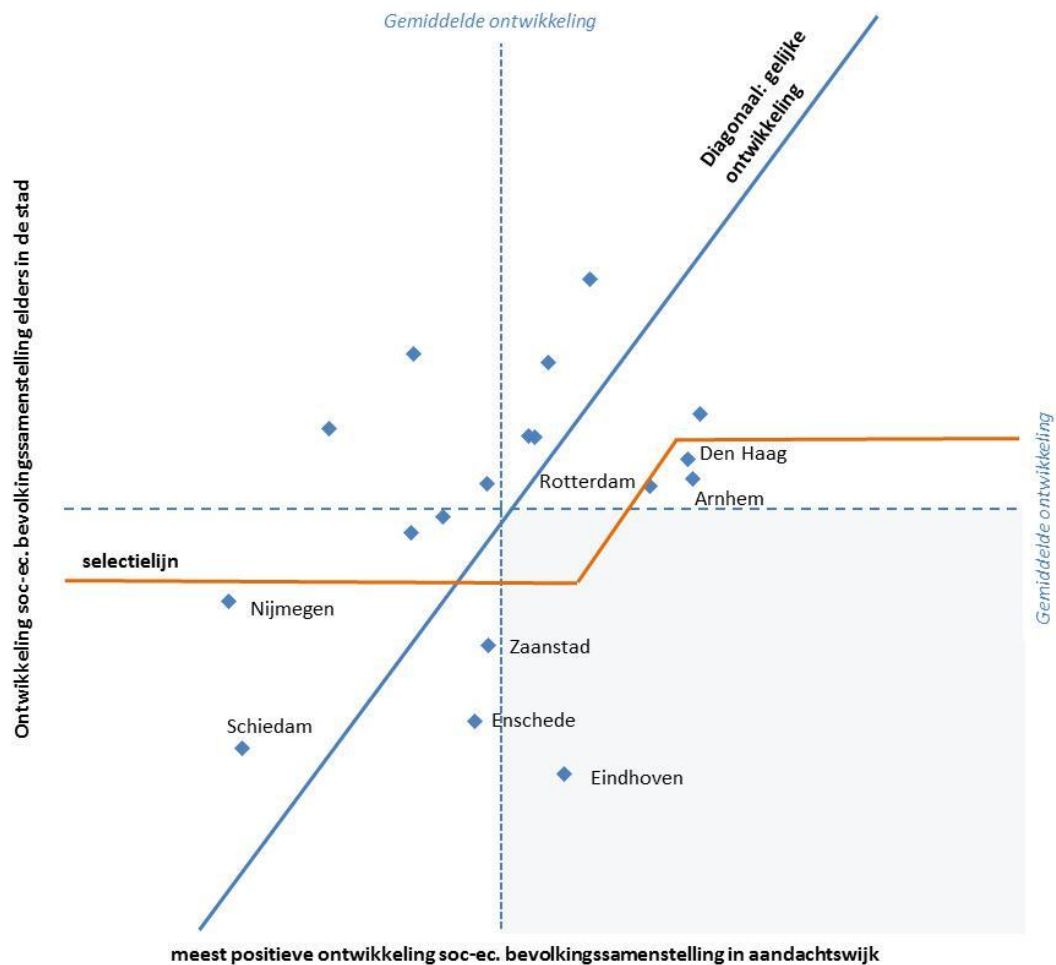 Gemiddelde ontwikkeling
Diagonaal: gelijke
ontwikkeling
Ontwikkeling soc-ec. bevolkingssamenstelling elders in de stad
Den Haag
Rotterdam
Arnhem
Gemiddelde ontwikkeling
selectielijn
Nijmegen
Zaanstad
Schiedam
Enschede
Eindhoven
meest positieve ontwikkeling soc-ec. bevolkingssamenstelling in aandachtswijk